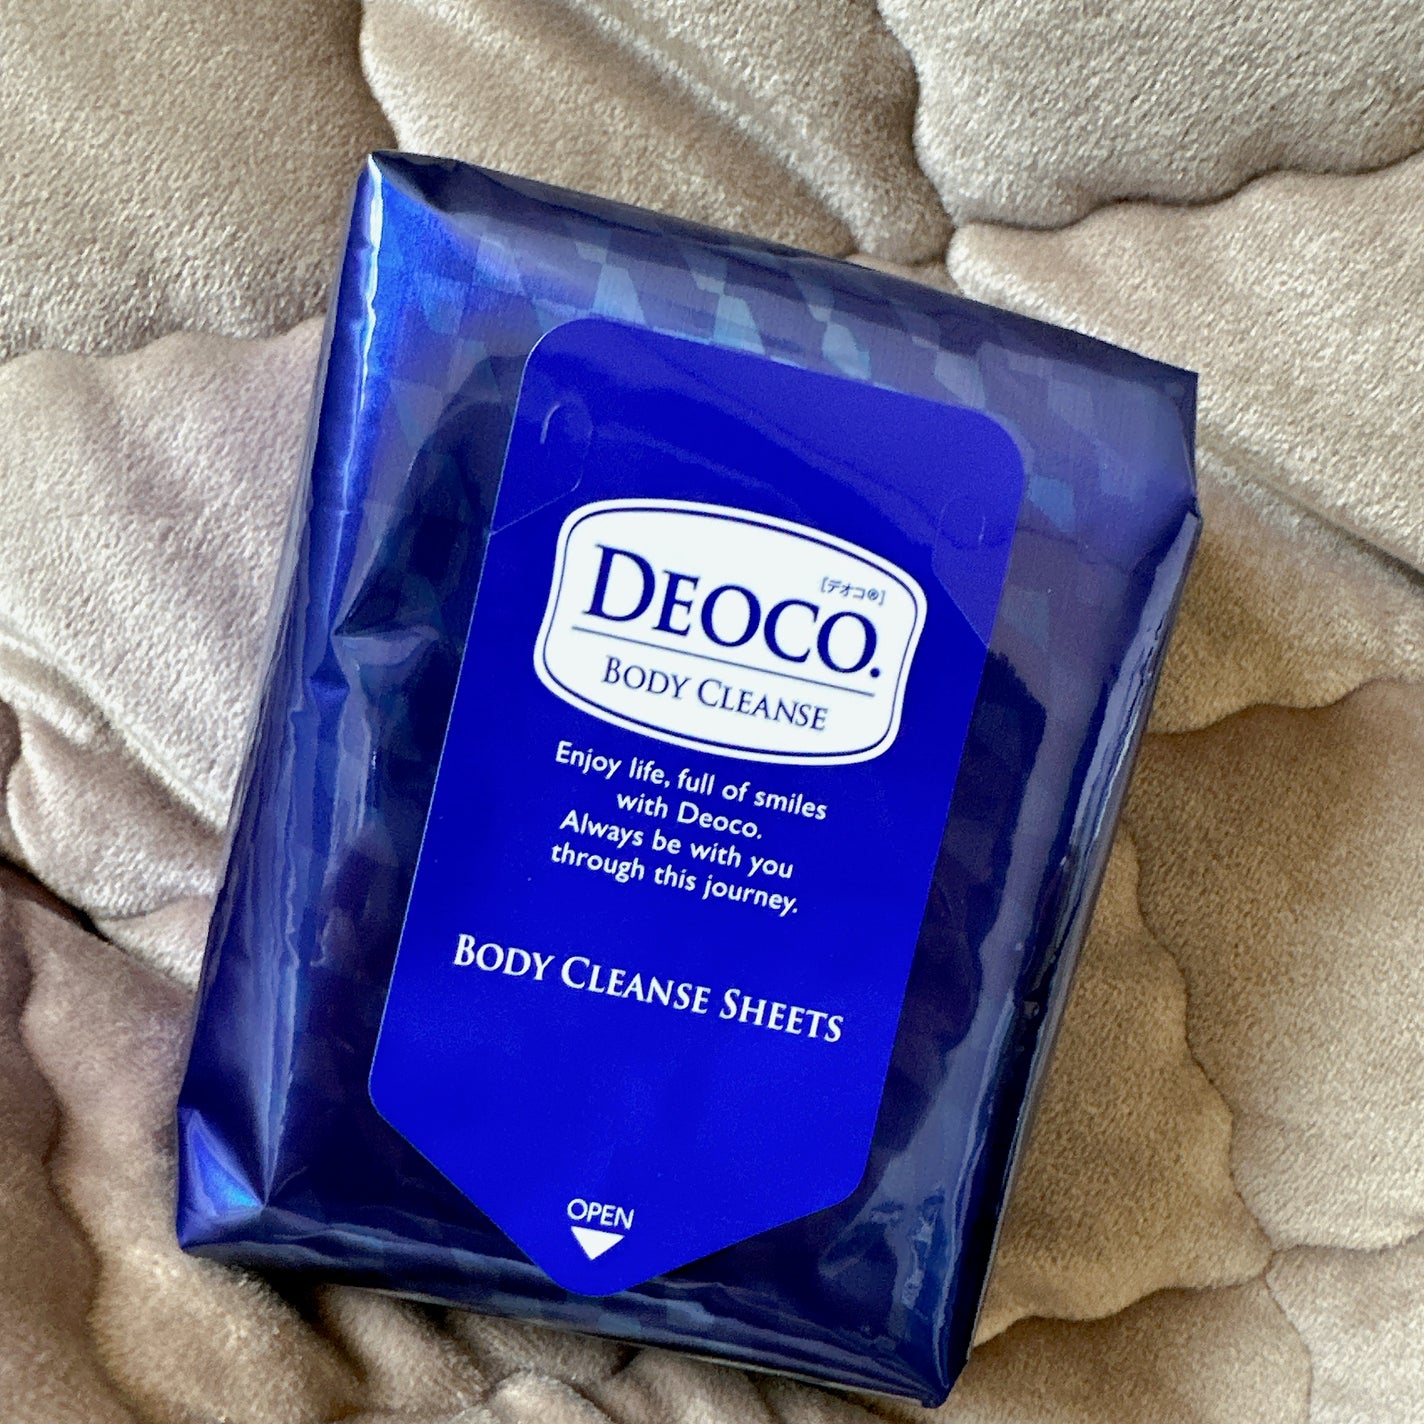 [デオコ®]
DEOCO.
BODY CLEANSE
Enjoy life, full of smiles
with Deoco.
Always be with you
through this journey.
BODY CLEANSE SHEETS
OPEN